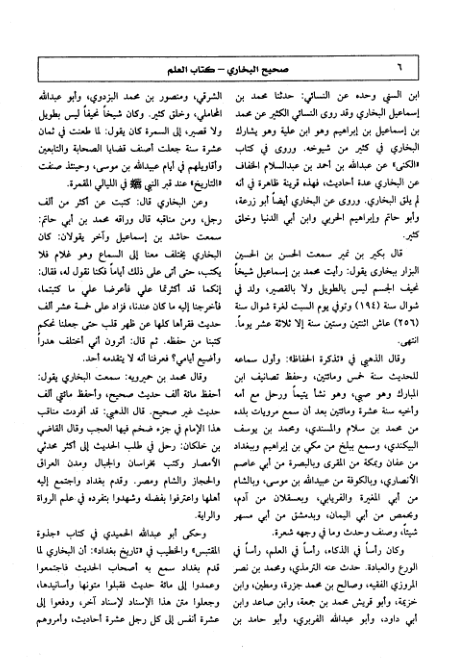 ٦ صحيح البخاري – كتاب العلم
ابن السني وحده عن النسائي: حدثنا محمد بن
إسماعيل البخاري وقد روى النسائي الكثير عن محمد
بن إسماعيل بن إبراهيم وهو ابن علية وهو يشارك
البخاري في كثير من شيوخه. وروى في كتاب
«الكنى» عن عبدالله بن أحمد بن عبدالسلام الخفاف
عن البخاري عدة أحاديث، فهذه قرينة ظاهرة في أنه
لم يلق البخاري. وروى عن البخاري أيضاً أبو زرعة،
وأبو حاتم وإبراهيم الحربي وابن أبي الدنيا وخلق
كثير.
قال بكير بن نمير سمعت الحسن بن الحسين
البزار ببخارى يقول: رأيت محمد بن إسماعيل شيخاً
نحيف الجسم ليس بالطويل ولا بالقصير، ولد في
شوال سنة (١٩٤) وتوفي يوم السبت لغرة شوال سنة
(٢٥٦) عاش اثنتين وستين سنة إلا ثلاثة عشر يوماً.
انتهى.
وقال الذهبي في «تذكرة الحفاظ»: وأول سماعه
للحديث سنة خمس ومائتين، وحفظ تصانيف ابن
المبارك وهو صبي، وهو نشأ يتيماً ورحل مع أمه
وأخيه سنة عشرة ومائتين بعد أن سمع مرويات بلده
من محمد بن سلام والمسندي، ومحمد بن يوسف
البيكندي، وسمع ببلخ من مكي بن إبراهيم وببغداد
من عفان وبمكة من المقرى وبالبصرة من أبي عاصم
الأنصاري، وبالكوفة من عبيدالله بن موسى، وبالشام
من أبي المغيرة والفريابي، وبعسقلان من آدم،
وبحمص من أبي اليمان، وبدمشق من أبي مسهر
شيئاً، وصنف وحدث وما في وجهه شعرة.
وكان رأساً في الذكاء، رأساً في العلم، رأساً في
الورع والعبادة. حدث عنه الترمذي، ومحمد بن نصر
المروزي الفقيه، وصالح بن محمد جزرة، ومطين، وابن
خزيمة، وأبو قريش محمد بن جمعة، وابن صاعد وابن
أبي داود، وأبو عبدالله الفربري، وأبو حامد بن
الشرقي، ومنصور بن محمد البزدوي، وأبو عبدالله
المحاملي، وخلق كثير. وكان شيخاً نحيفاً ليس بطويل
ولا قصير، إلى السمرة كان يقول: لما طعنت في ثمان
عشرة سنة جعلت أصنف قضايا الصحابة والتابعين
وأقاويلهم في أيام عبيدالله بن موسى، وحينئذ صنفت
«التاريخ» عند قبر النبي ﷺ في الليالي المقمرة.
وعن البخاري قال: كتبت عن أكثر من ألف
رجل، ومن مناقبه قال وراقه محمد بن أبي حاتم:
سمعت حاشد بن إسماعيل وآخر يقولان: كان
البخاري يختلف معنا إلى السماع وهو غلام فلا
يكتب، حتى أتى على ذلك أياماً فكنا نقول له، فقال:
إنكما قد أكثرتما علي فأعرضا علي ما كتبتما،
فأخرجنا إليه ما كان عندنا، فزاد على خمسة عشر ألف
حديث فقرأها كلها عن ظهر قلب حتى جعلنا نحكم
كتبنا من حفظه. ثم قال: أترون أني أختلف هدراً
وأضيع أيامي؟ فعرفنا أنه لا يتقدمه أحد.
وقال محمد بن خميرويه: سمعت البخاري يقول:
أحفظ مائة ألف حديث صحيح، وأحفظ مائتي ألف
حديث غير صحيح. قال الذهبي: قد أفردت مناقب
هذا الإمام في جزء ضخم فيها العجب وقال القاضي
بن خلكان: رحل في طلب الحديث إلى أكثر محدثي
الأمصار وكتب بخراسان والجبال ومدن العراق
والحجاز والشام ومصر. وقدم بغداد واجتمع إليه
أهلها واعترفوا بفضله وشهدوا بتفرده في علم الرواة
والراية.
وحكى أبو عبدالله الحميدي في كتاب «جذوة
المقتبس» والخطيب في «تاريخ بغداد»: أن البخاري لما
قدم بغداد سمع به أصحاب الحديث فاجتمعوا
وعمدوا إلى مائة حديث فقبلوا متونها وأسانيدها،
وجعلوا متن هذا الإسناد لإسناد آخر، ودفعوا إلى
عشرة أنفس إلى كل رجل عشرة أحاديث، وأمروهم